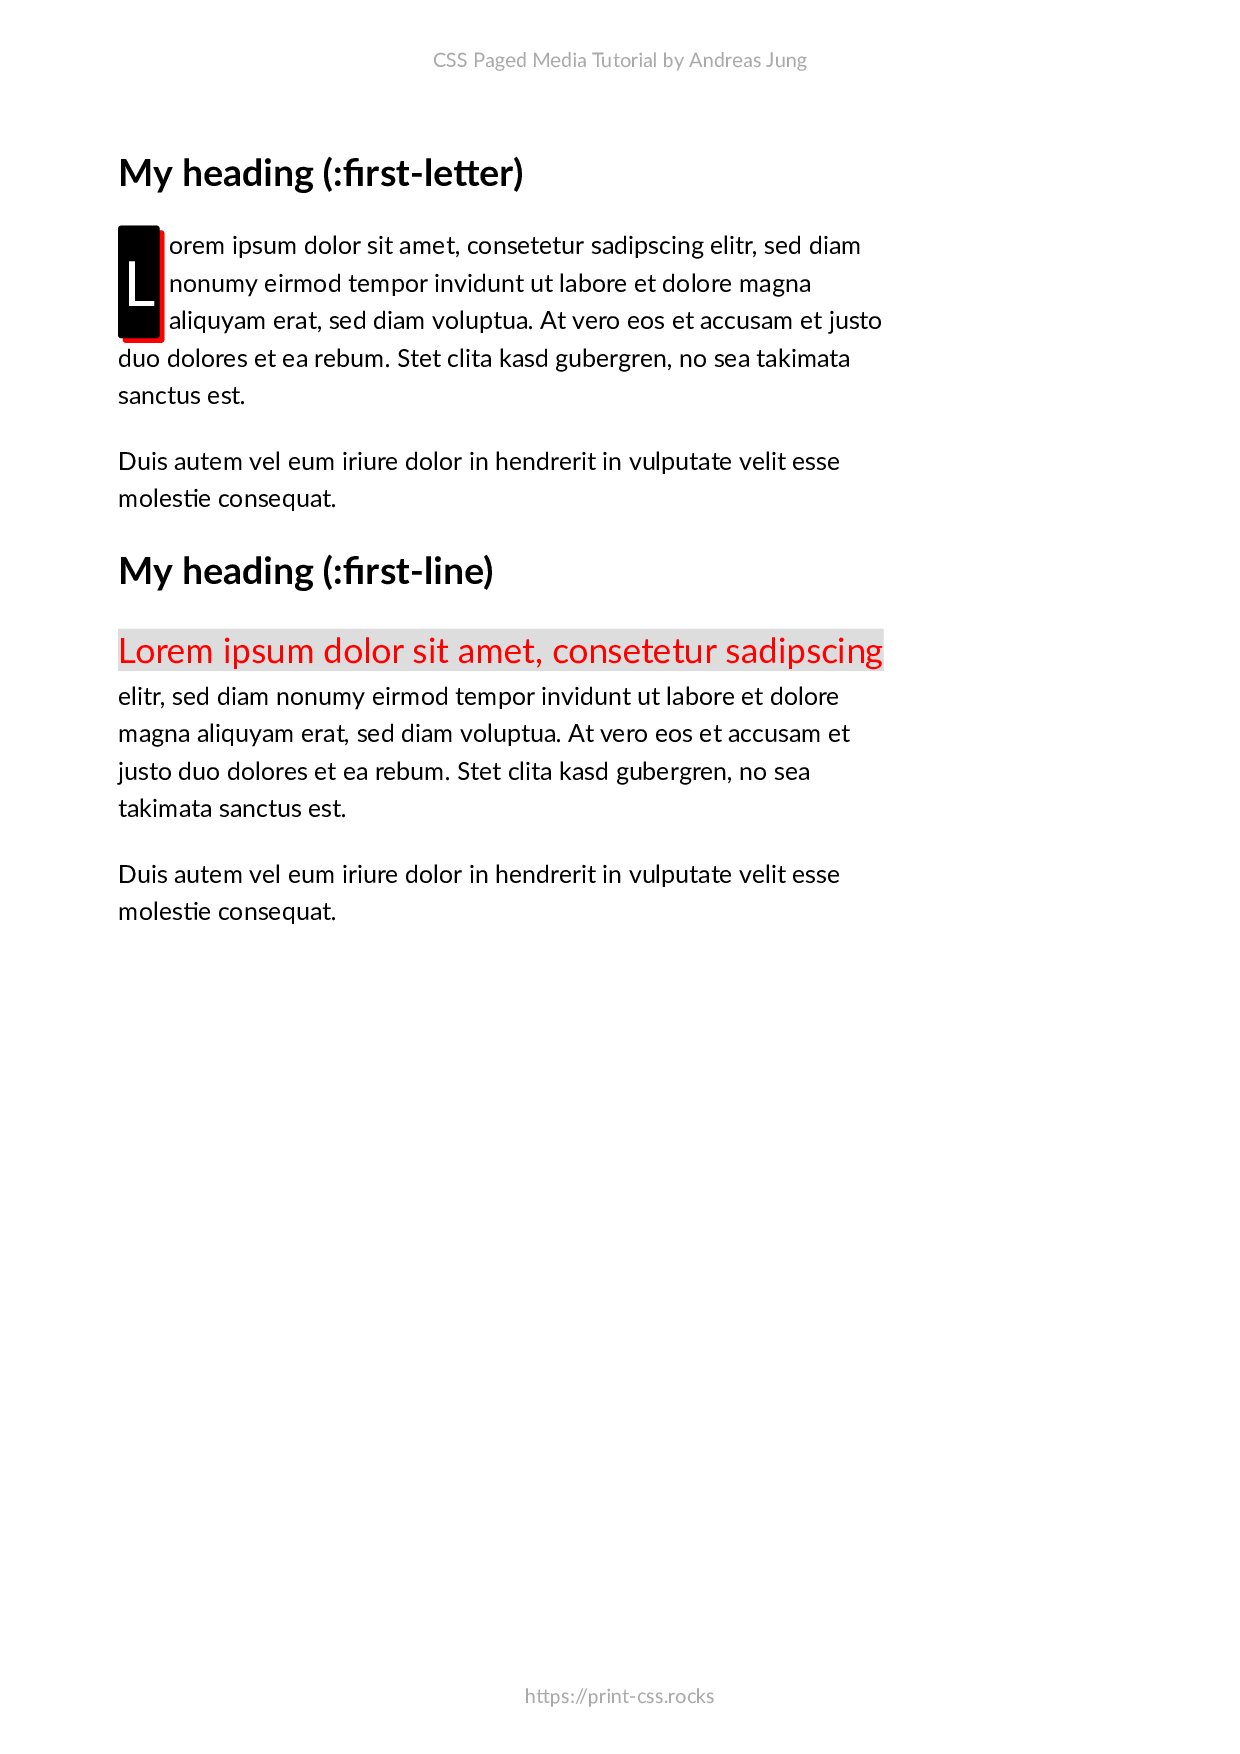 CSS Paged Media Tutorial by Andreas Jung
My heading (:first-letter)
Lorem ipsum dolor sit amet, consetetur sadipscing elitr, sed diam
nonumy eirmod tempor invidunt ut labore et dolore magna
aliquyam erat, sed diam voluptua. At vero eos et accusam et justo
duo dolores et ea rebum. Stet clita kasd gubergren, no sea takimata
sanctus est.
Duis autem vel eum iriure dolor in hendrerit in vulputate velit esse
molestie consequat.
My heading (:first-line)
Lorem ipsum dolor sit amet, consetetur sadipscing
elitr, sed diam nonumy eirmod tempor invidunt ut labore et dolore
magna aliquyam erat, sed diam voluptua. At vero eos et accusam et
justo duo dolores et ea rebum. Stet clita kasd gubergren, no sea
takimata sanctus est.
Duis autem vel eum iriure dolor in hendrerit in vulputate velit esse
molestie consequat.
https://print-css.rocks